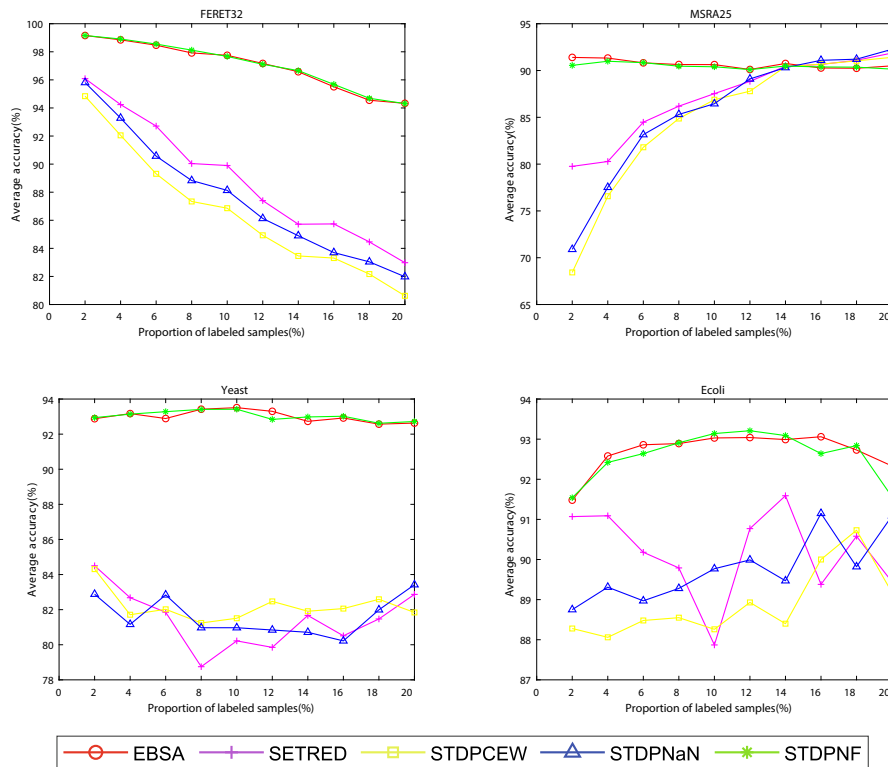 FERET32
100
98
96
94
92
90
88
86
84
82
80
Average accuracy(%)
0 2 4 6 8 10 12 14 16 18 20
Proportion of labeled samples(%)
MSRA25
95
90
85
80
75
70
65
Average accuracy(%)
0 2 4 6 8 10 12 14 16 18 20
Proportion of labeled samples(%)
Yeast
94
92
90
88
86
84
82
80
78
Average accuracy(%)
0 2 4 6 8 10 12 14 16 18 20
Proportion of labeled samples(%)
Ecoli
94
93
92
91
90
89
88
87
Average accuracy(%)
0 2 4 6 8 10 12 14 16 18 20
Proportion of labeled samples(%)
EBSA SETRED STDPCEW STDPNaN STDPNF